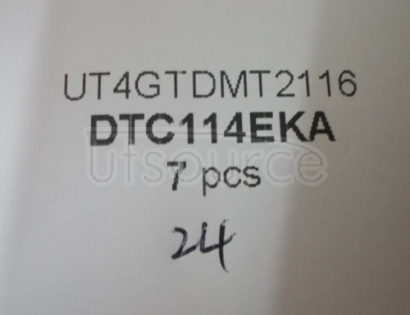 UT4GTDMT2116
DTC114EKA
Utsource
7 pcs
24